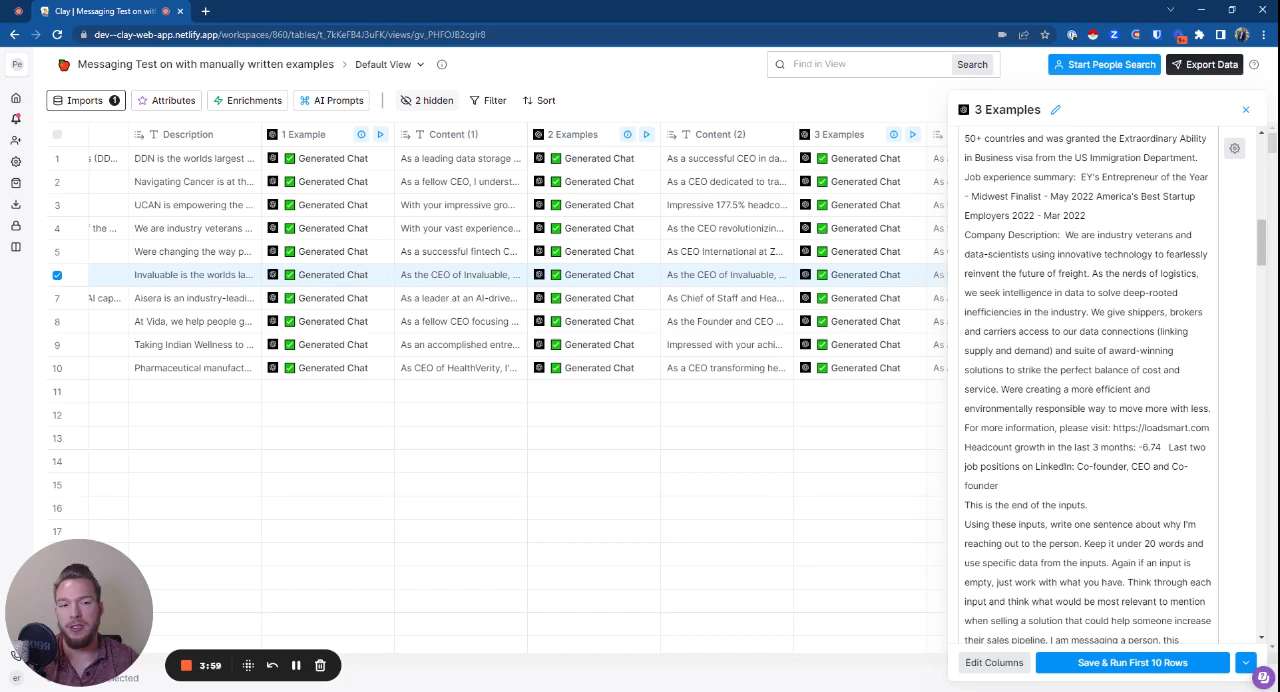 Clay | Messaging Test on with
dev--clay-web-app.netlify.app/workspaces/860/tables/t_7kKeFB4J3uFK/views/gv_PHFOJB2cgIr8
Pe
Messaging Test on with manually written examples
Default View
Find in View
Search
Start People Search
Export Data
Imports 1
Attributes
Enrichments
AI Prompts
2 hidden
Filter
Sort
Description
1 Example
Content (1)
2 Examples
Content (2)
3 Examples
1 s (DD... DDN is the worlds largest ... Generated Chat As a leading data storage ... Generated Chat As a successful CEO in da... Generated Chat As a
2 Navigating Cancer is at th... Generated Chat As a fellow CEO, I underst... Generated Chat As a CEO dedicated to tra... Generated Chat
3 UCAN is empowering the ... Generated Chat With your impressive gro... Generated Chat Impressive 177.5% headco... Generated Chat
4 of the ... We are industry veterans ... Generated Chat With your vast experience... Generated Chat As the CEO revolutionizin... Generated Chat
5 Were changing the way p... Generated Chat As a successful fintech C... Generated Chat As CEO International at Z... Generated Chat
Invaluable is the worlds la... Generated Chat As the CEO of Invaluable, ... Generated Chat As the CEO of Invaluable, ... Generated Chat
7 AI cap... Aisera is an industry-leadi... Generated Chat As a leader at an AI-drive... Generated Chat As Chief of Staff and Hea... Generated Chat
8 At Vida, we help people g... Generated Chat As a fellow CEO focusing ... Generated Chat As the Founder and CEO ... Generated Chat
9 Taking Indian Wellness to ... Generated Chat As an accomplished entre... Generated Chat Impressed with your achi... Generated Chat
10 Pharmaceutical manufact... Generated Chat As CEO of HealthVerity, I'... Generated Chat As a CEO transforming he... Generated Chat
11
12
13
14
15
16
17
3 Examples
50+ countries and was granted the Extraordinary Ability
in Business visa from the US Immigration Department.
Job experience summary: EY's Entrepreneur of the Year
- Midwest Finalist - May 2022 America's Best Startup
Employers 2022 - Mar 2022
Company Description: We are industry veterans and
data-scientists using innovative technology to fearlessly
reinvent the future of freight. As the nerds of logistics,
we seek intelligence in data to solve deep-rooted
inefficiencies in the industry. We give shippers, brokers
and carriers access to our data connections (linking
supply and demand) and suite of award-winning
solutions to strike the perfect balance of cost and
service. Were creating a more efficient and
environmentally responsible way to move more with less.
For more information, please visit: https://loadsmart.com
Headcount growth in the last 3 months: -6.74 Last two
job positions on LinkedIn: Co-founder, CEO and Co-
founder
This is the end of the inputs.
Using these inputs, write one sentence about why I'm
reaching out to the person. Keep it under 20 words and
use specific data from the inputs. Again if an input is
empty, just work with what you have. Think through each
input and think what would be most relevant to mention
when selling a solution that could help someone increase
their sales pipeline. I am messaging a person, this
Edit Columns
Save & Run First 10 Rows
3:59
er